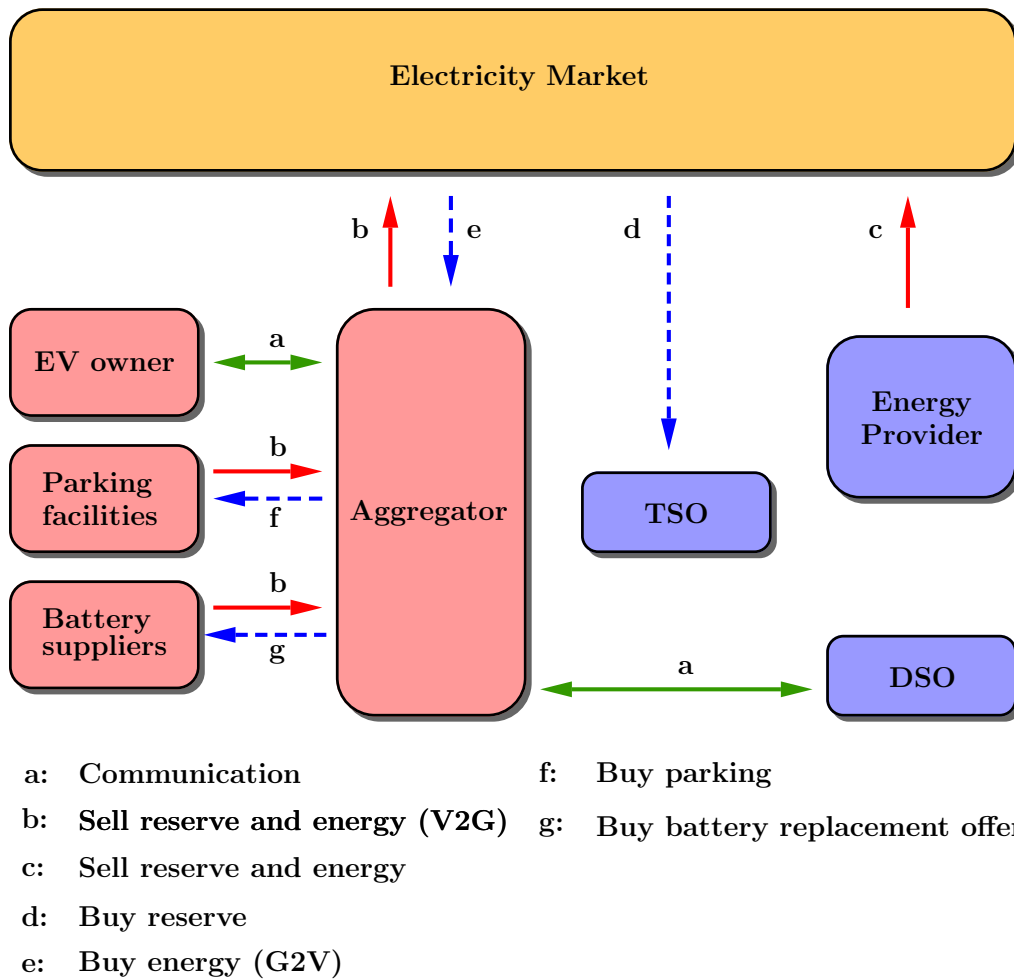 Electricity Market
b
e
d
c
EV owner
a
Energy
Provider
Parking
facilities
b
f
Aggregator
TSO
Battery
suppliers
b
g
a
DSO
a: Communication
b: Sell reserve and energy (V2G)
c: Sell reserve and energy
d: Buy reserve
e: Buy energy (G2V)
f: Buy parking
g: Buy battery replacement offer